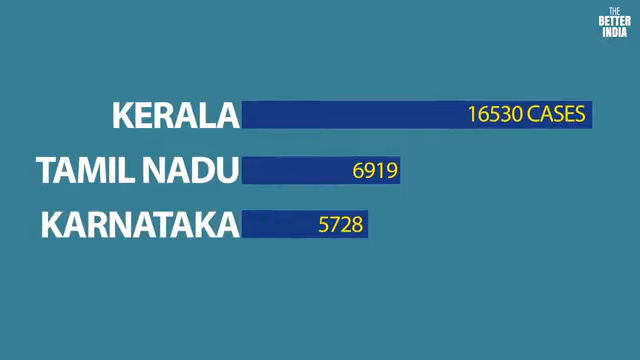 THE
BETTER
INDIA
KERALA 16530 CASES
TAMIL NADU 6919
KARNATAKA 5728